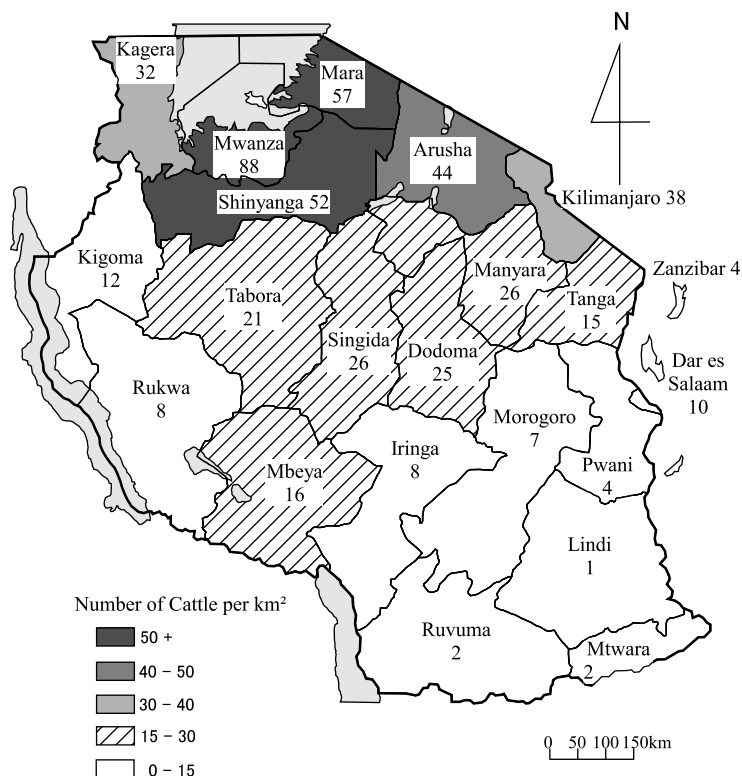 N
Kagera
32
Mara
57
Mwanza
88
Arusha
44
Shinyanga 52
Kilimanjaro 38
Kigoma
12
Zanzibar 4
Manyara
26
Tabora
21
Tanga
15
Singida
26
Dodoma
25
Dar es
Salaam
10
Rukwa
8
Morogoro
7
Iringa
8
Pwani
4
Mbeya
16
Lindi
1
Number of Cattle per km²
50 +
40 - 50
30 - 40
15 - 30
0 - 15
Ruvuma
2
Mtwara
2
0 50 100 150km